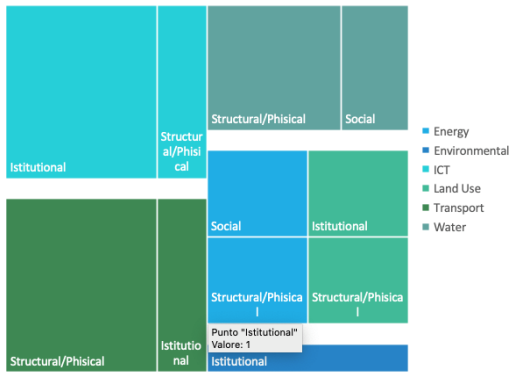 Istitutional
Structur
al/Phisi
cal
Structural/Phisical
Social
Structural/Phisical
Istitutio
nal
Social
Istitutional
Structural/Phisica
l
Structural/Phisica
l
Punto "Istitutional"
Valore: 1
Istitutional
Energy
Environmental
ICT
Land Use
Transport
Water